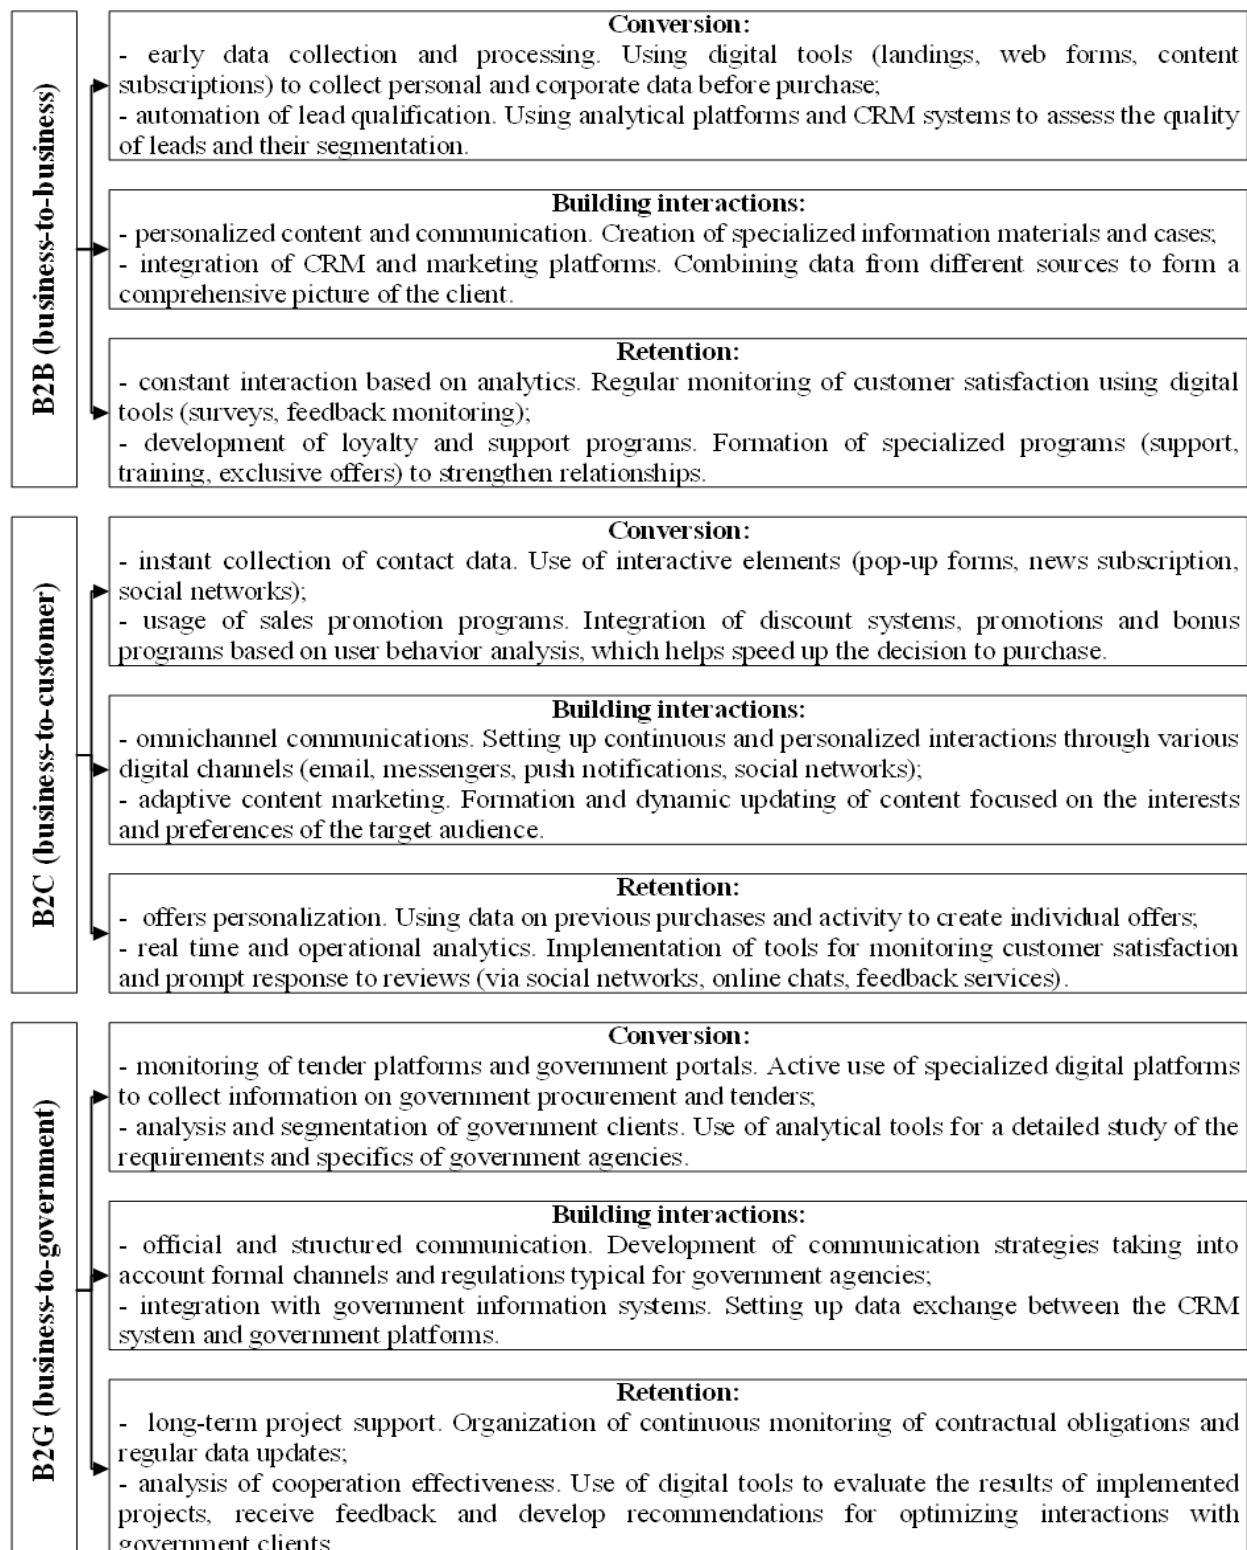 B2B (business-to-business)
Conversion:
- early data collection and processing. Using digital tools (landings, web forms, content
subscriptions) to collect personal and corporate data before purchase;
- automation of lead qualification. Using analytical platforms and CRM systems to assess the quality
of leads and their segmentation.
Building interactions:
- personalized content and communication. Creation of specialized information materials and cases;
- integration of CRM and marketing platforms. Combining data from different sources to form a
comprehensive picture of the client.
Retention:
- constant interaction based on analytics. Regular monitoring of customer satisfaction using digital
tools (surveys, feedback monitoring);
- development of loyalty and support programs. Formation of specialized programs (support,
training, exclusive offers) to strengthen relationships.
B2C (business-to-customer)
Conversion:
- instant collection of contact data. Use of interactive elements (pop-up forms, news subscription,
social networks);
- usage of sales promotion programs. Integration of discount systems, promotions and bonus
programs based on user behavior analysis, which helps speed up the decision to purchase.
Building interactions:
- omnichannel communications. Setting up continuous and personalized interactions through various
digital channels (email, messengers, push notifications, social networks);
- adaptive content marketing. Formation and dynamic updating of content focused on the interests
and preferences of the target audience.
Retention:
- offers personalization. Using data on previous purchases and activity to create individual offers;
- real time and operational analytics. Implementation of tools for monitoring customer satisfaction
and prompt response to reviews (via social networks, online chats, feedback services).
B2G (business-to-government)
Conversion:
- monitoring of tender platforms and government portals. Active use of specialized digital platforms
to collect information on government procurement and tenders;
- analysis and segmentation of government clients. Use of analytical tools for a detailed study of the
requirements and specifics of government agencies.
Building interactions:
- official and structured communication. Development of communication strategies taking into
account formal channels and regulations typical for government agencies;
- integration with government information systems. Setting up data exchange between the CRM
system and government platforms.
Retention:
- long-term project support. Organization of continuous monitoring of contractual obligations and
regular data updates;
- analysis of cooperation effectiveness. Use of digital tools to evaluate the results of implemented
projects, receive feedback and develop recommendations for optimizing interactions with
government clients